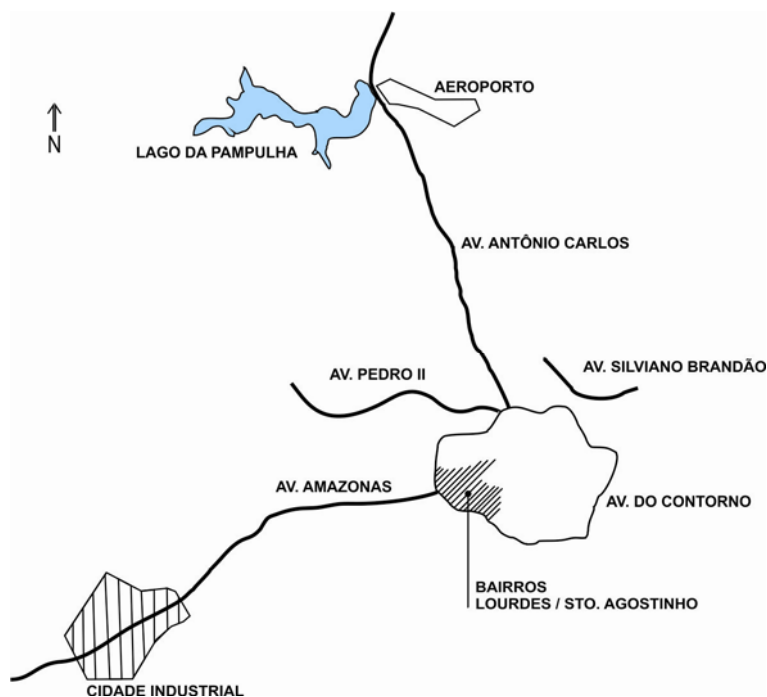 AEROPORTO
N
LAGO DA PAMPULHA
AV. ANTÔNIO CARLOS
AV. SILVIANO BRANDÃO
AV. PEDRO II
AV. AMAZONAS
AV. DO CONTORNO
BAIRROS
LOURDES / STO. AGOSTINHO
CIDADE INDUSTRIAL